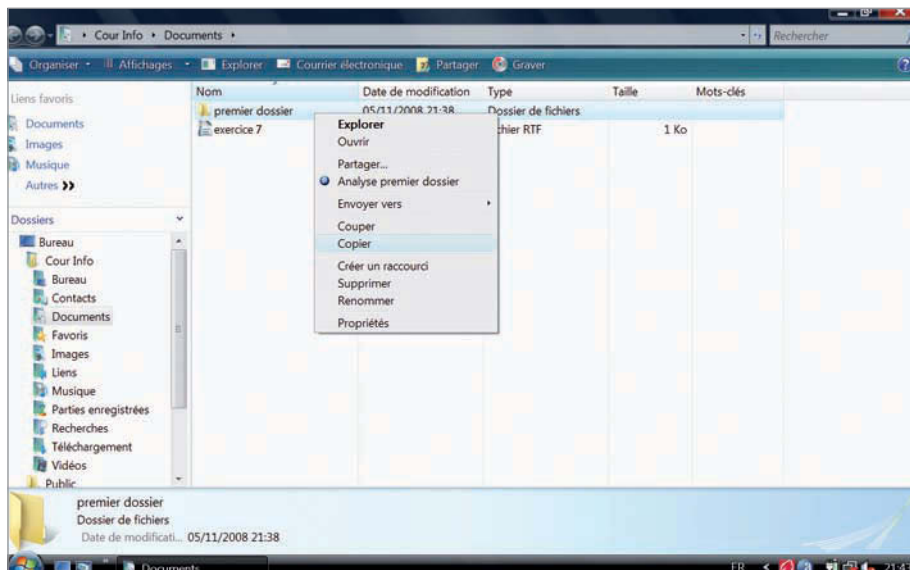 Cour Info Documents Rechercher
Organiser Affichages Explorer Courrier électronique Partager Graver
Liens favoris
Documents
Images
Musique
Autres
Dossiers
Bureau
Cour Info
Bureau
Contacts
Documents
Favoris
Images
Liens
Musique
Parties enregistrées
Recherches
Téléchargement
Vidéos
Public
Nom Date de modification Type Taille Mots-clés
premier dossier 05/11/2008 21:38 Dossier de fichiers
exercice 7 chier RTF 1 Ko
Explorer
Ouvrir
Partager...
Analyse premier dossier
Envoyer vers
Couper
Copier
Créer un raccourci
Supprimer
Renommer
Propriétés
premier dossier
Dossier de fichiers
Date de modificati... 05/11/2008 21:38
Documents FR 21:43